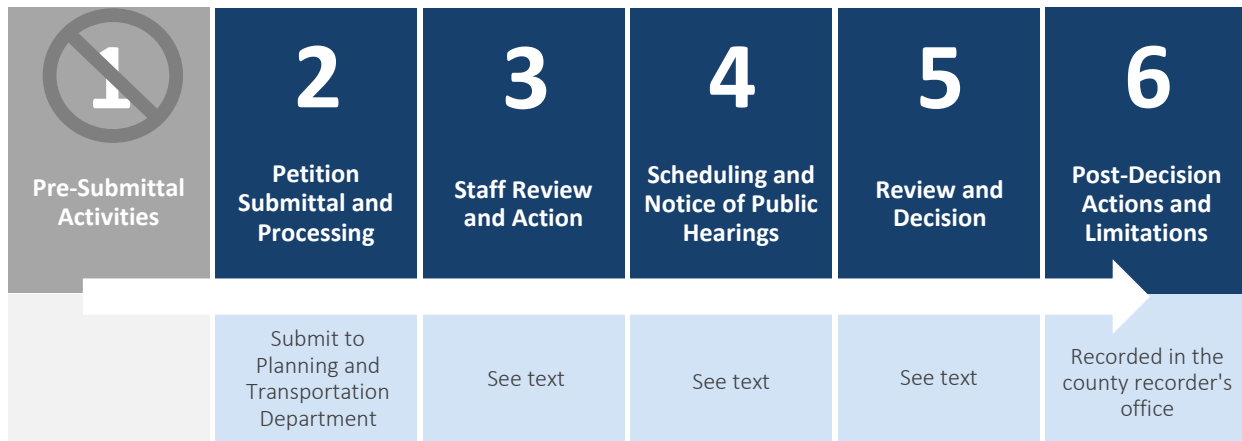 1
Pre-Submittal
Activities
2
Petition
Submittal and
Processing
Submit to
Planning and
Transportation
Department
3
Staff Review
and Action
See text
4
Scheduling and
Notice of Public
Hearings
See text
5
Review and
Decision
See text
6
Post-Decision
Actions and
Limitations
Recorded in the
county recorder's
office